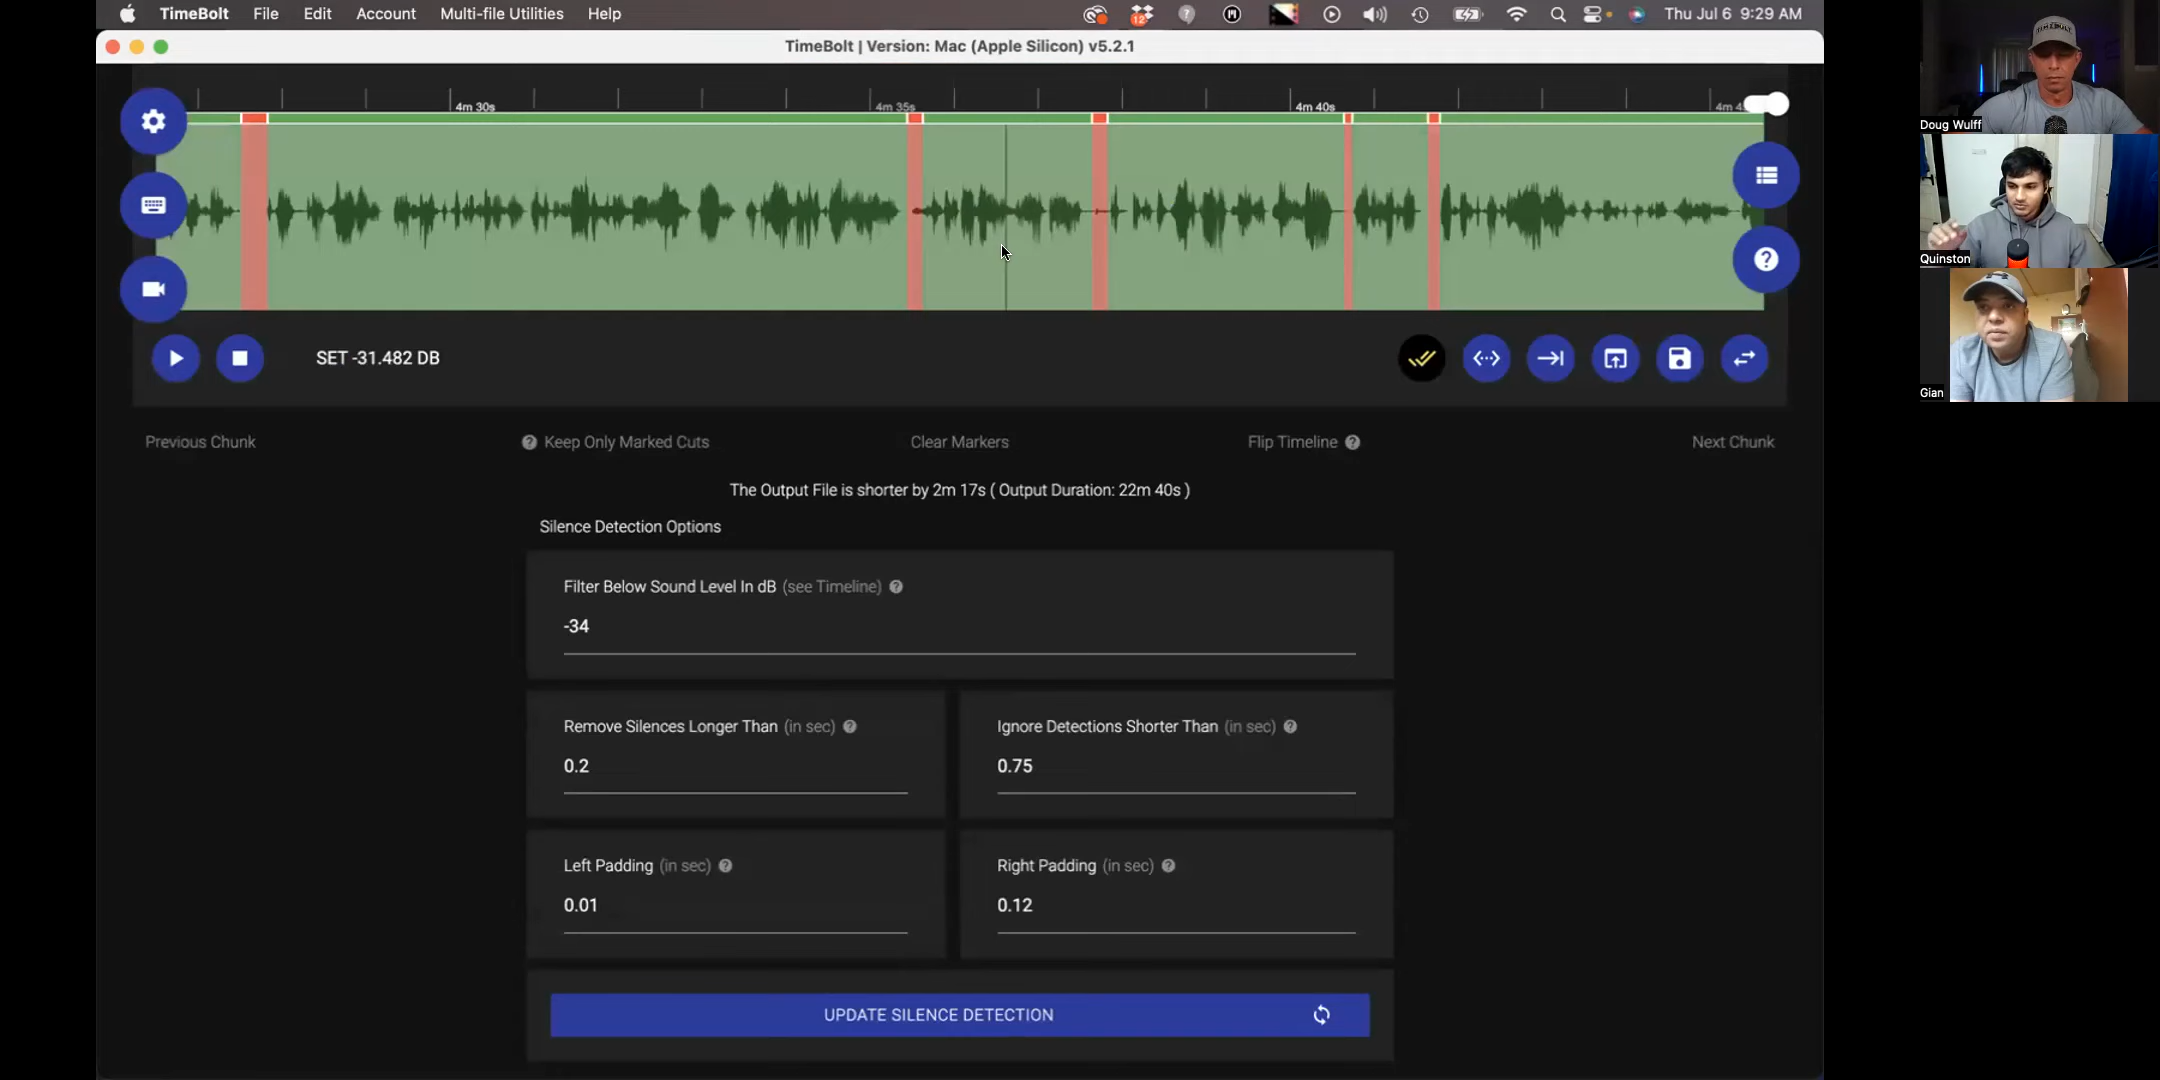 TimeBolt File Edit Account Multi-file Utilities Help
12
Thu Jul 6 9:29 AM
TimeBolt | Version: Mac (Apple Silicon) v5.2.1
4m 30s 4m 35s 4m 40s
SET -31.482 DB
Previous Chunk
Keep Only Marked Cuts
Clear Markers
Flip Timeline
Next Chunk
The Output File is shorter by 2m 17s ( Output Duration: 22m 40s )
Silence Detection Options
Filter Below Sound Level In dB (see Timeline)
-34
Remove Silences Longer Than (in sec)
0.2
Ignore Detections Shorter Than (in sec)
0.75
Left Padding (in sec)
0.01
Right Padding (in sec)
0.12
UPDATE SILENCE DETECTION
TIMEBOLT
Doug Wulff
Quinston
Gian